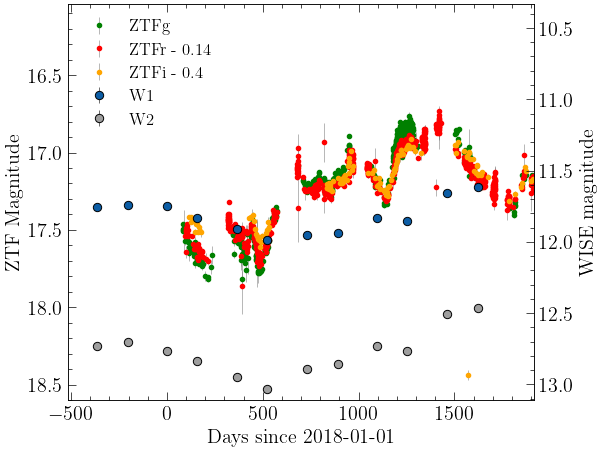 ZTFg
ZTFr - 0.14
ZTFi - 0.4
W1
W2
16.5
17.0
17.5
18.0
18.5
ZTF Magnitude
10.5
11.0
11.5
12.0
12.5
13.0
WISE magnitude
−500
0
500
1000
1500
Days since 2018-01-01